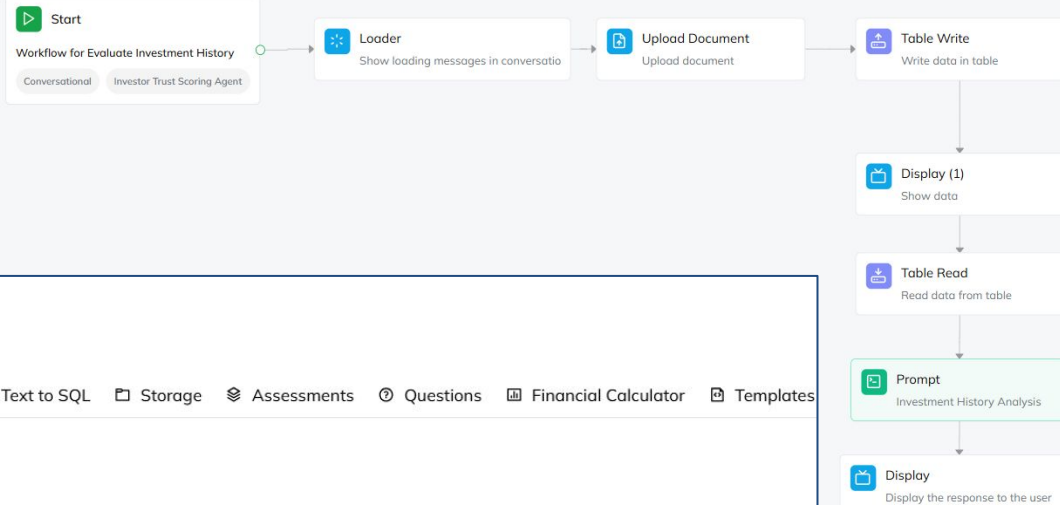 Start
Workflow for Evaluate Investment History
Conversational Investor Trust Scoring Agent
Loader
Show loading messages in conversatio
Upload Document
Upload document
Table Write
Write data in table
Display (1)
Show data
Table Read
Read data from table
Prompt
Investment History Analysis
Display
Display the response to the user
Text to SQL Storage Assessments Questions Financial Calculator Templates